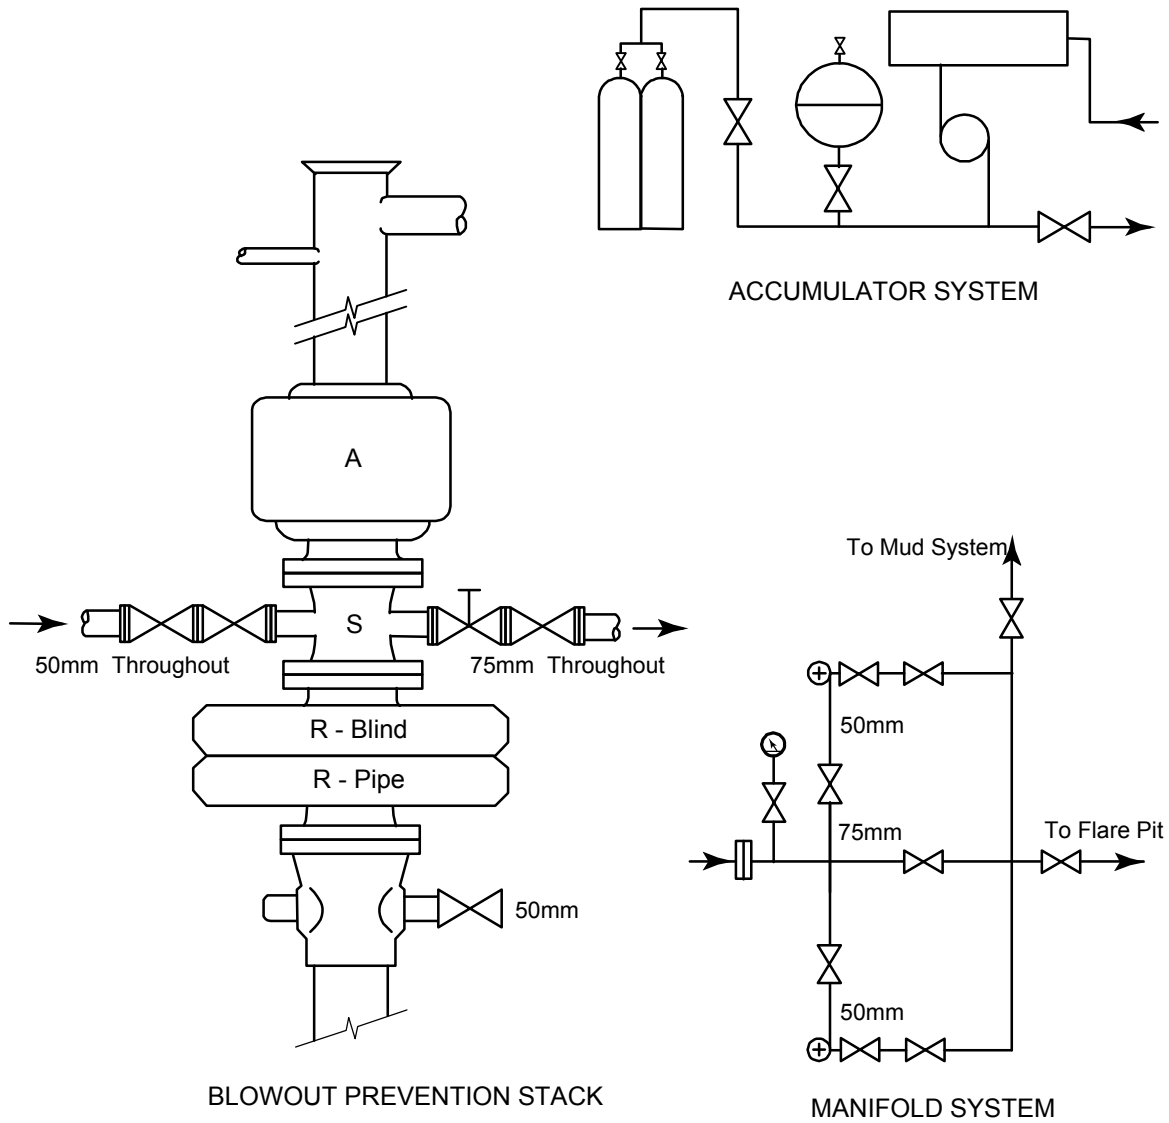 ACCUMULATOR SYSTEM
A
To Mud System
S
50mm Throughout
75mm Throughout
50mm
R - Blind
R - Pipe
75mm
To Flare Pit
50mm
50mm
BLOWOUT PREVENTION STACK
MANIFOLD SYSTEM